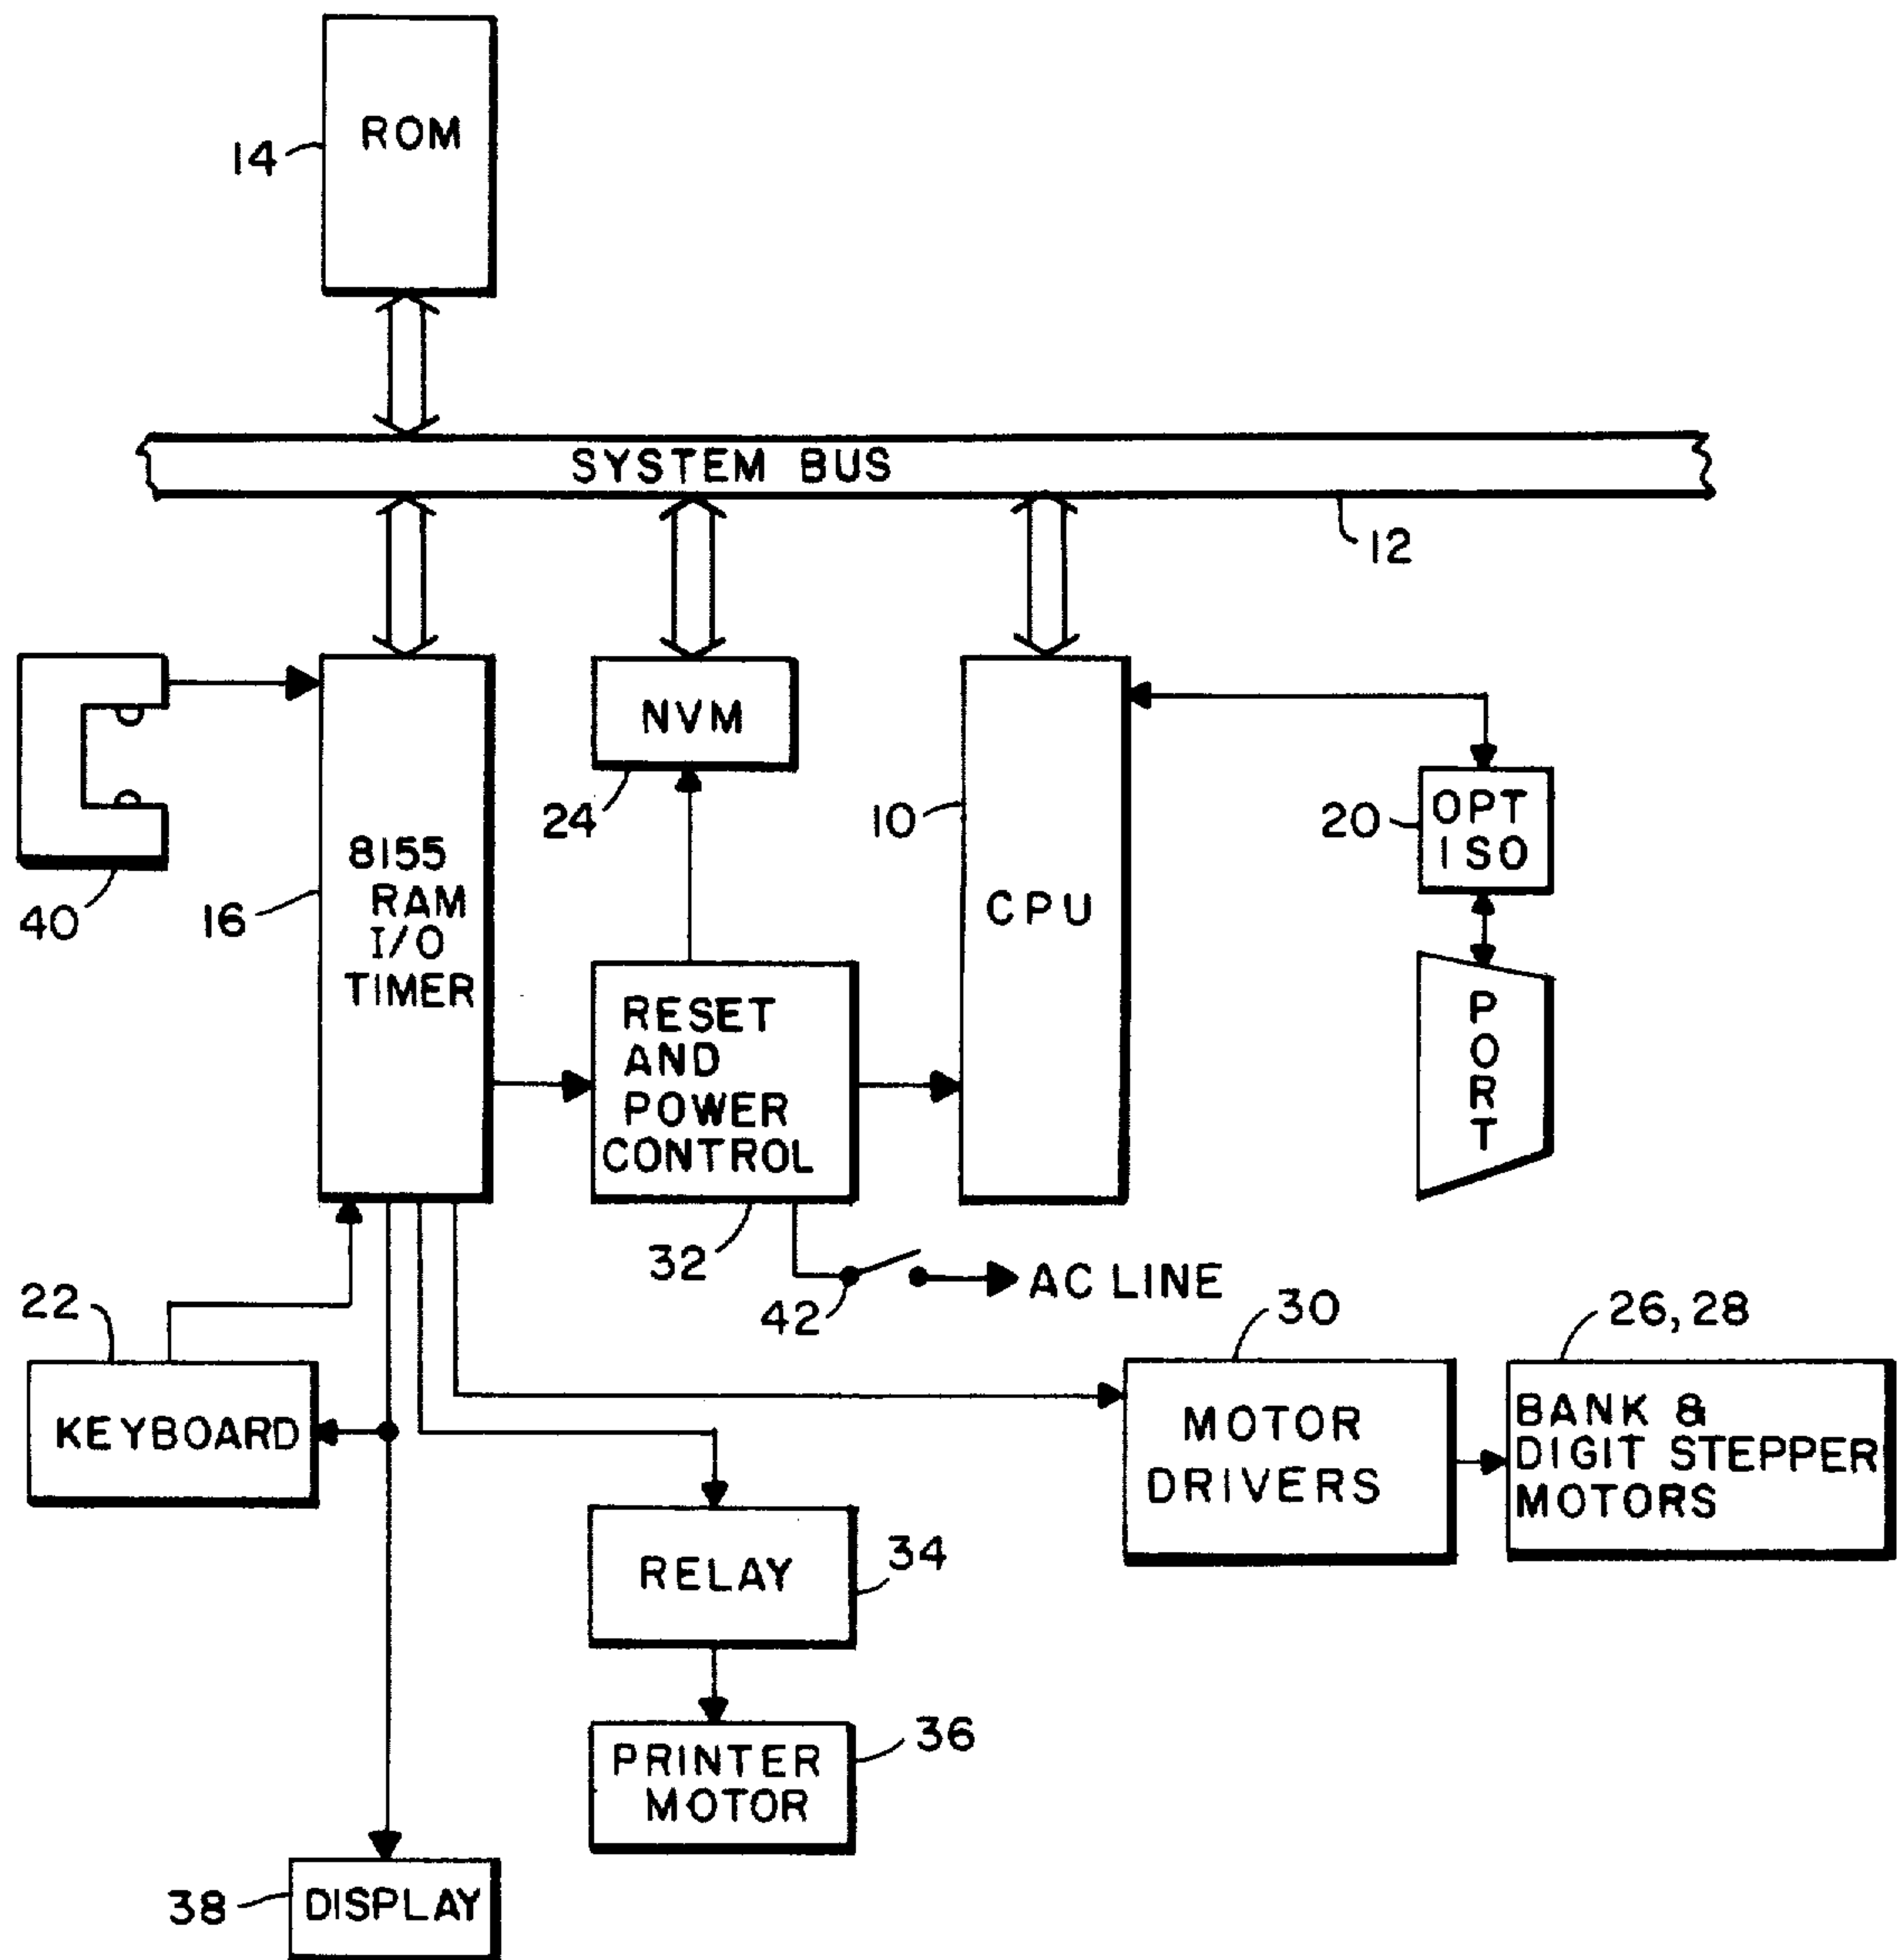 ROM
14
SYSTEM BUS
12
40
8155
RAM
I/O
TIMER
16
NVM
24
CPU
10
OPT
ISO
20
PORT
RESET
AND
POWER
CONTROL
32
42
AC LINE
22
KEYBOARD
30
MOTOR
DRIVERS
26, 28
BANK &
DIGIT STEPPER
MOTORS
RELAY
34
PRINTER
MOTOR
36
38
DISPLAY